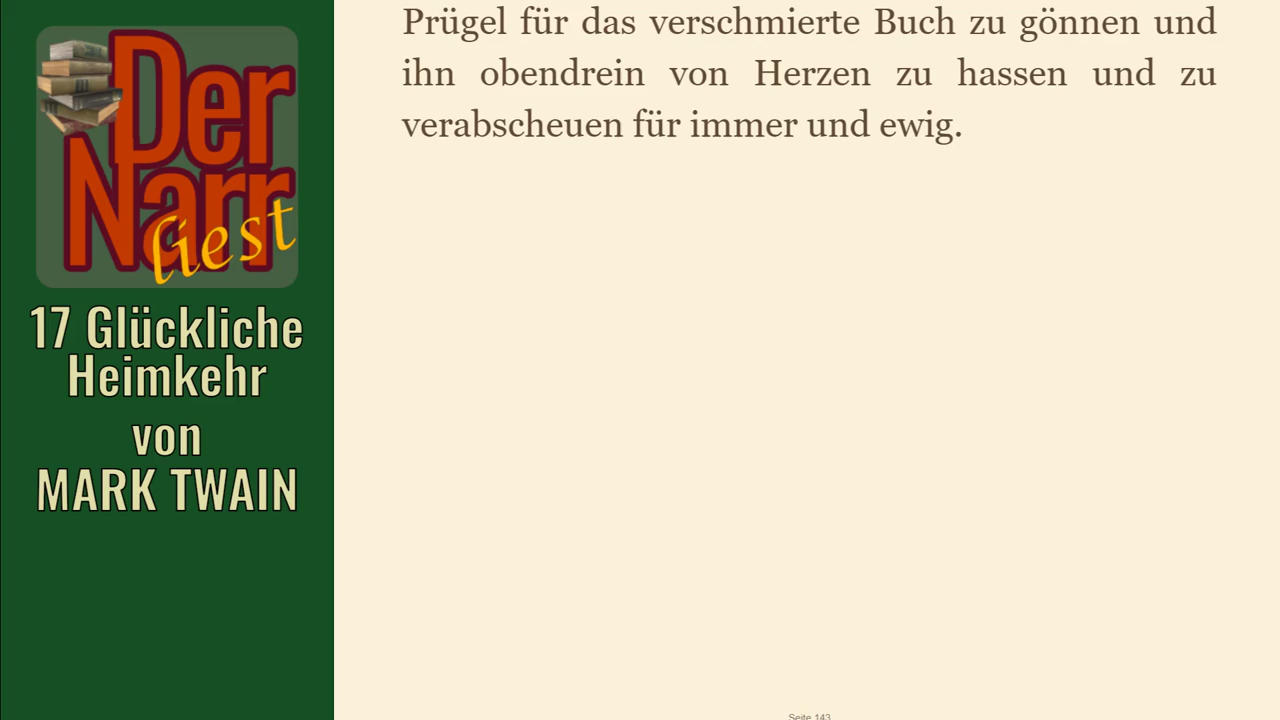 Der
Narr
liest
17 Glückliche
Heimkehr
von
MARK TWAIN
Prügel für das verschmierte Buch zu gönnen und
ihn obendrein von Herzen zu hassen und zu
verabscheuen für immer und ewig.
Seite 143